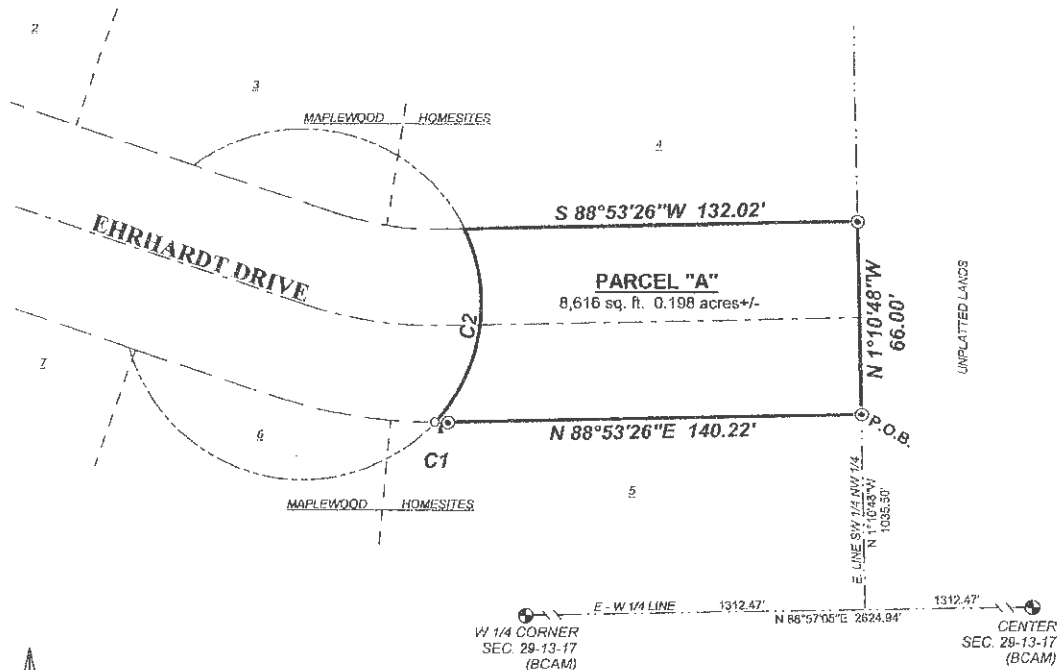 2
3
MAPLEWOOD HOMESITES
4
S 88°53'26"W 132.02'
EHRHARDT DRIVE
PARCEL "A"
8,616 sq. ft. 0.198 acres+/-
C2
N 1°10'48"W
66.00'
UNPLATTED LANDS
7
6
N 88°53'26"E 140.22'
P.O.B.
C1
5
MAPLEWOOD HOMESITES
E. LINE SW 1/4 NW 1/4
N 1°10'48"W
1035.50'
E - W 1/4 LINE 1312.47' 1312.47'
N 88°57'05"E 2624.94'
W 1/4 CORNER
SEC. 29-13-17
(BCAM)
CENTER
SEC. 29-13-17
(BCAM)